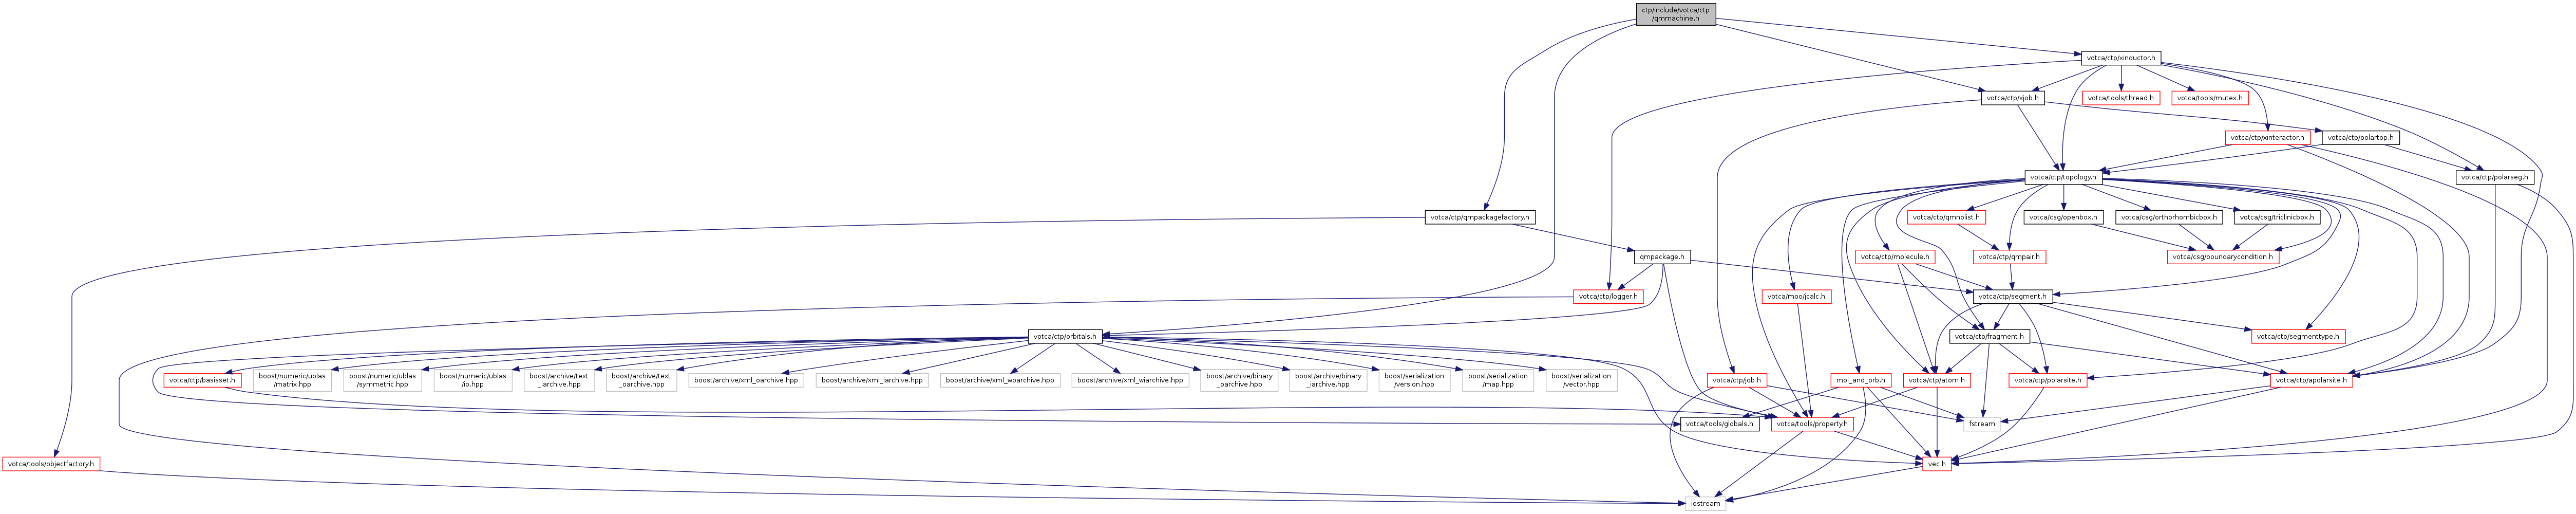 ctp/include/votca/ctp
/qmmachine.h
votca/ctp/xinductor.h
votca/ctp/xjob.h
votca/tools/thread.h
votca/tools/mutex.h
votca/ctp/xinteractor.h
votca/ctp/polartop.h
votca/ctp/topology.h
votca/ctp/polarseg.h
votca/ctp/qmpackagefactory.h
votca/ctp/qmnblist.h
votca/csg/openbox.h
votca/csg/orthorhombicbox.h
votca/csg/triclinicbox.h
qmpackage.h
votca/ctp/molecule.h
votca/ctp/qmpair.h
votca/csg/boundarycondition.h
votca/ctp/logger.h
votca/moo/jcalc.h
votca/ctp/segment.h
votca/ctp/orbitals.h
votca/ctp/fragment.h
votca/ctp/segmenttype.h
votca/ctp/basisset.h
boost/numeric/ublas
/matrix.hpp
boost/numeric/ublas
/symmetric.hpp
boost/numeric/ublas
/io.hpp
boost/archive/text
_iarchive.hpp
boost/archive/text
_oarchive.hpp
boost/archive/xml_oarchive.hpp
boost/archive/xml_iarchive.hpp
boost/archive/xml_woarchive.hpp
boost/archive/xml_wiarchive.hpp
boost/archive/binary
_oarchive.hpp
boost/archive/binary
_iarchive.hpp
boost/serialization
/version.hpp
boost/serialization
/map.hpp
boost/serialization
/vector.hpp
votca/ctp/job.h
mol_and_orb.h
votca/ctp/atom.h
votca/ctp/polarsite.h
votca/ctp/apolarsite.h
votca/tools/globals.h
votca/tools/property.h
fstream
votca/tools/objectfactory.h
vec.h
iostream